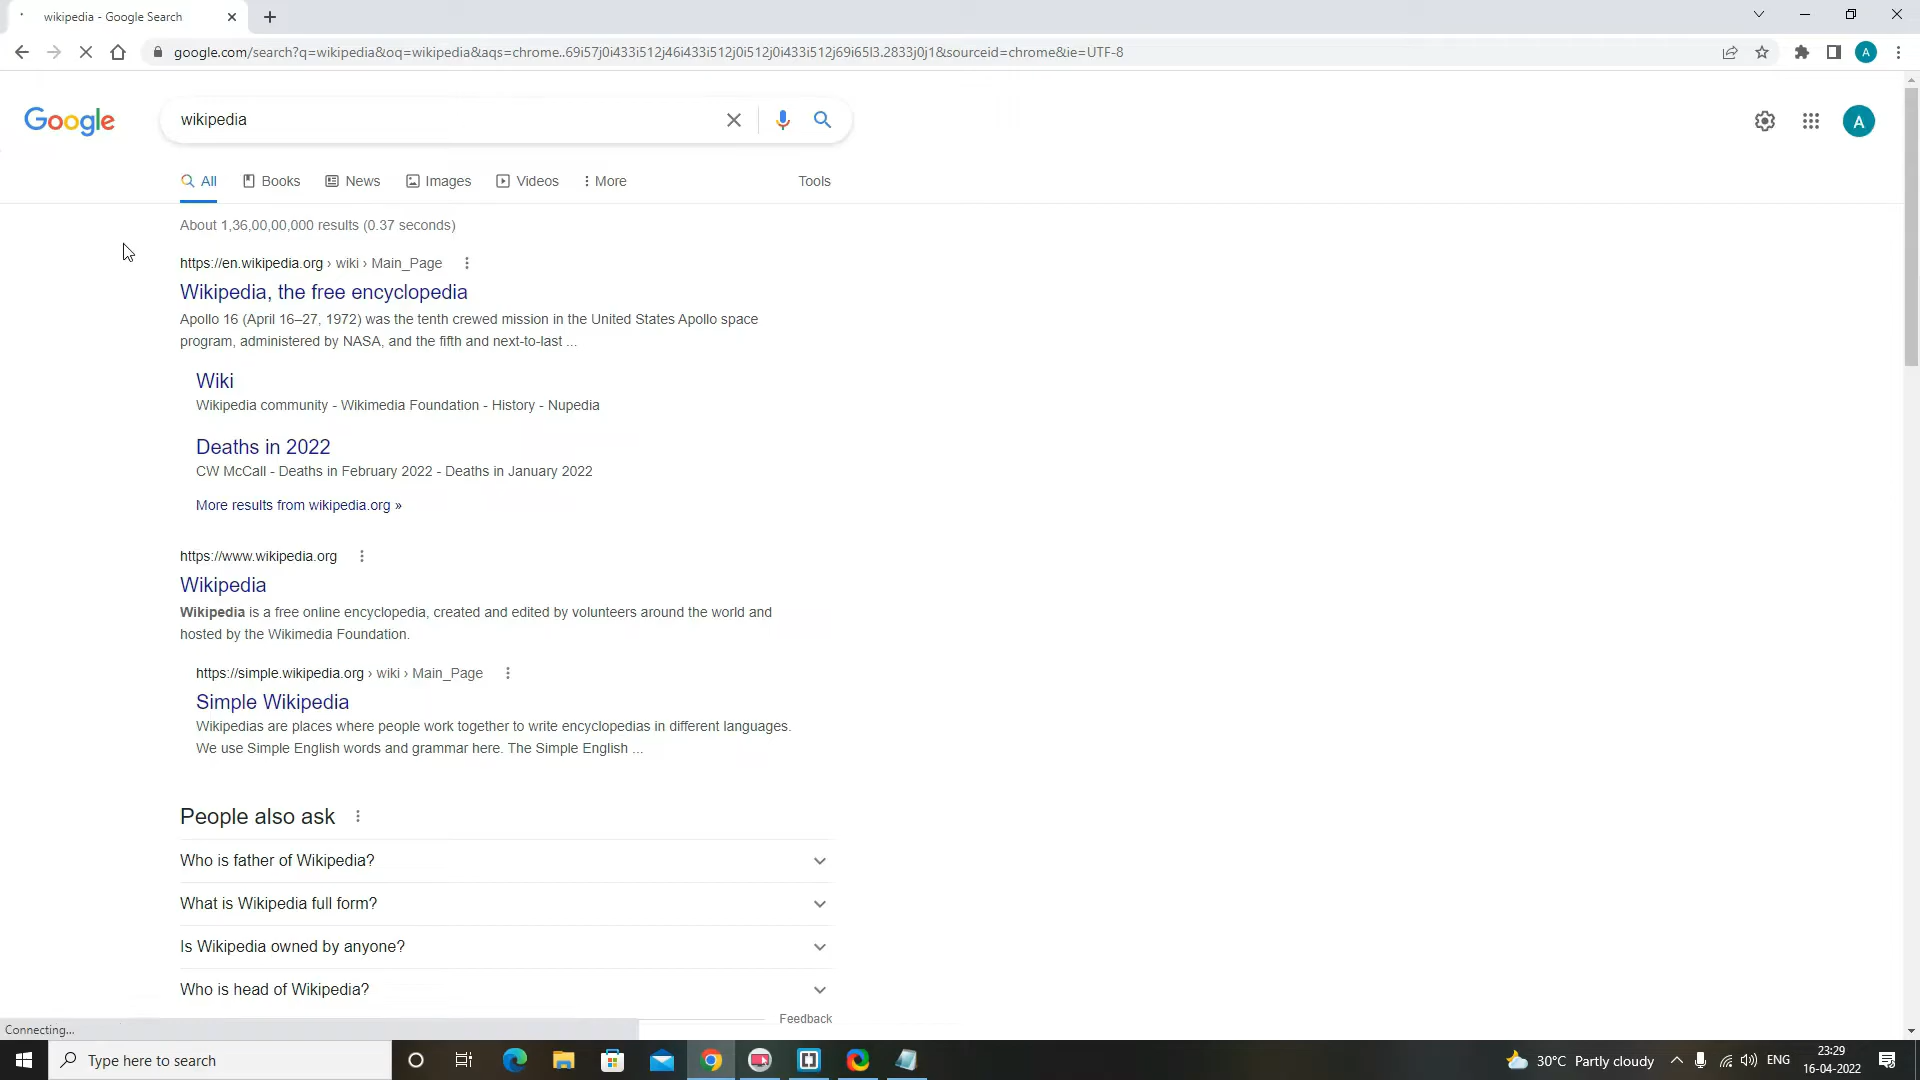 wikipedia - Google Search
google.com/search?q=wikipedia&oq=wikipedia&aqs=chrome..69i57j0i433i512j46i433i512j0i512j0i433i512j69i65l3.2833j0j1&sourceid=chrome&ie=UTF-8
A
Google
wikipedia
A
All
Books
News
Images
Videos
More
Tools
About 1,36,00,00,000 results (0.37 seconds)
https://en.wikipedia.org › wiki › Main_Page
Wikipedia, the free encyclopedia
Apollo 16 (April 16–27, 1972) was the tenth crewed mission in the United States Apollo space
program, administered by NASA, and the fifth and next-to-last ...
Wiki
Wikipedia community - Wikimedia Foundation - History - Nupedia
Deaths in 2022
CW McCall - Deaths in February 2022 - Deaths in January 2022
More results from wikipedia.org »
https://www.wikipedia.org
Wikipedia
Wikipedia is a free online encyclopedia, created and edited by volunteers around the world and
hosted by the Wikimedia Foundation.
https://simple.wikipedia.org › wiki › Main_Page
Simple Wikipedia
Wikipedias are places where people work together to write encyclopedias in different languages.
We use Simple English words and grammar here. The Simple English ...
People also ask
Who is father of Wikipedia?
What is Wikipedia full form?
Is Wikipedia owned by anyone?
Who is head of Wikipedia?
Feedback
Connecting...
Type here to search
30°C Partly cloudy
ENG
23:29
16-04-2022